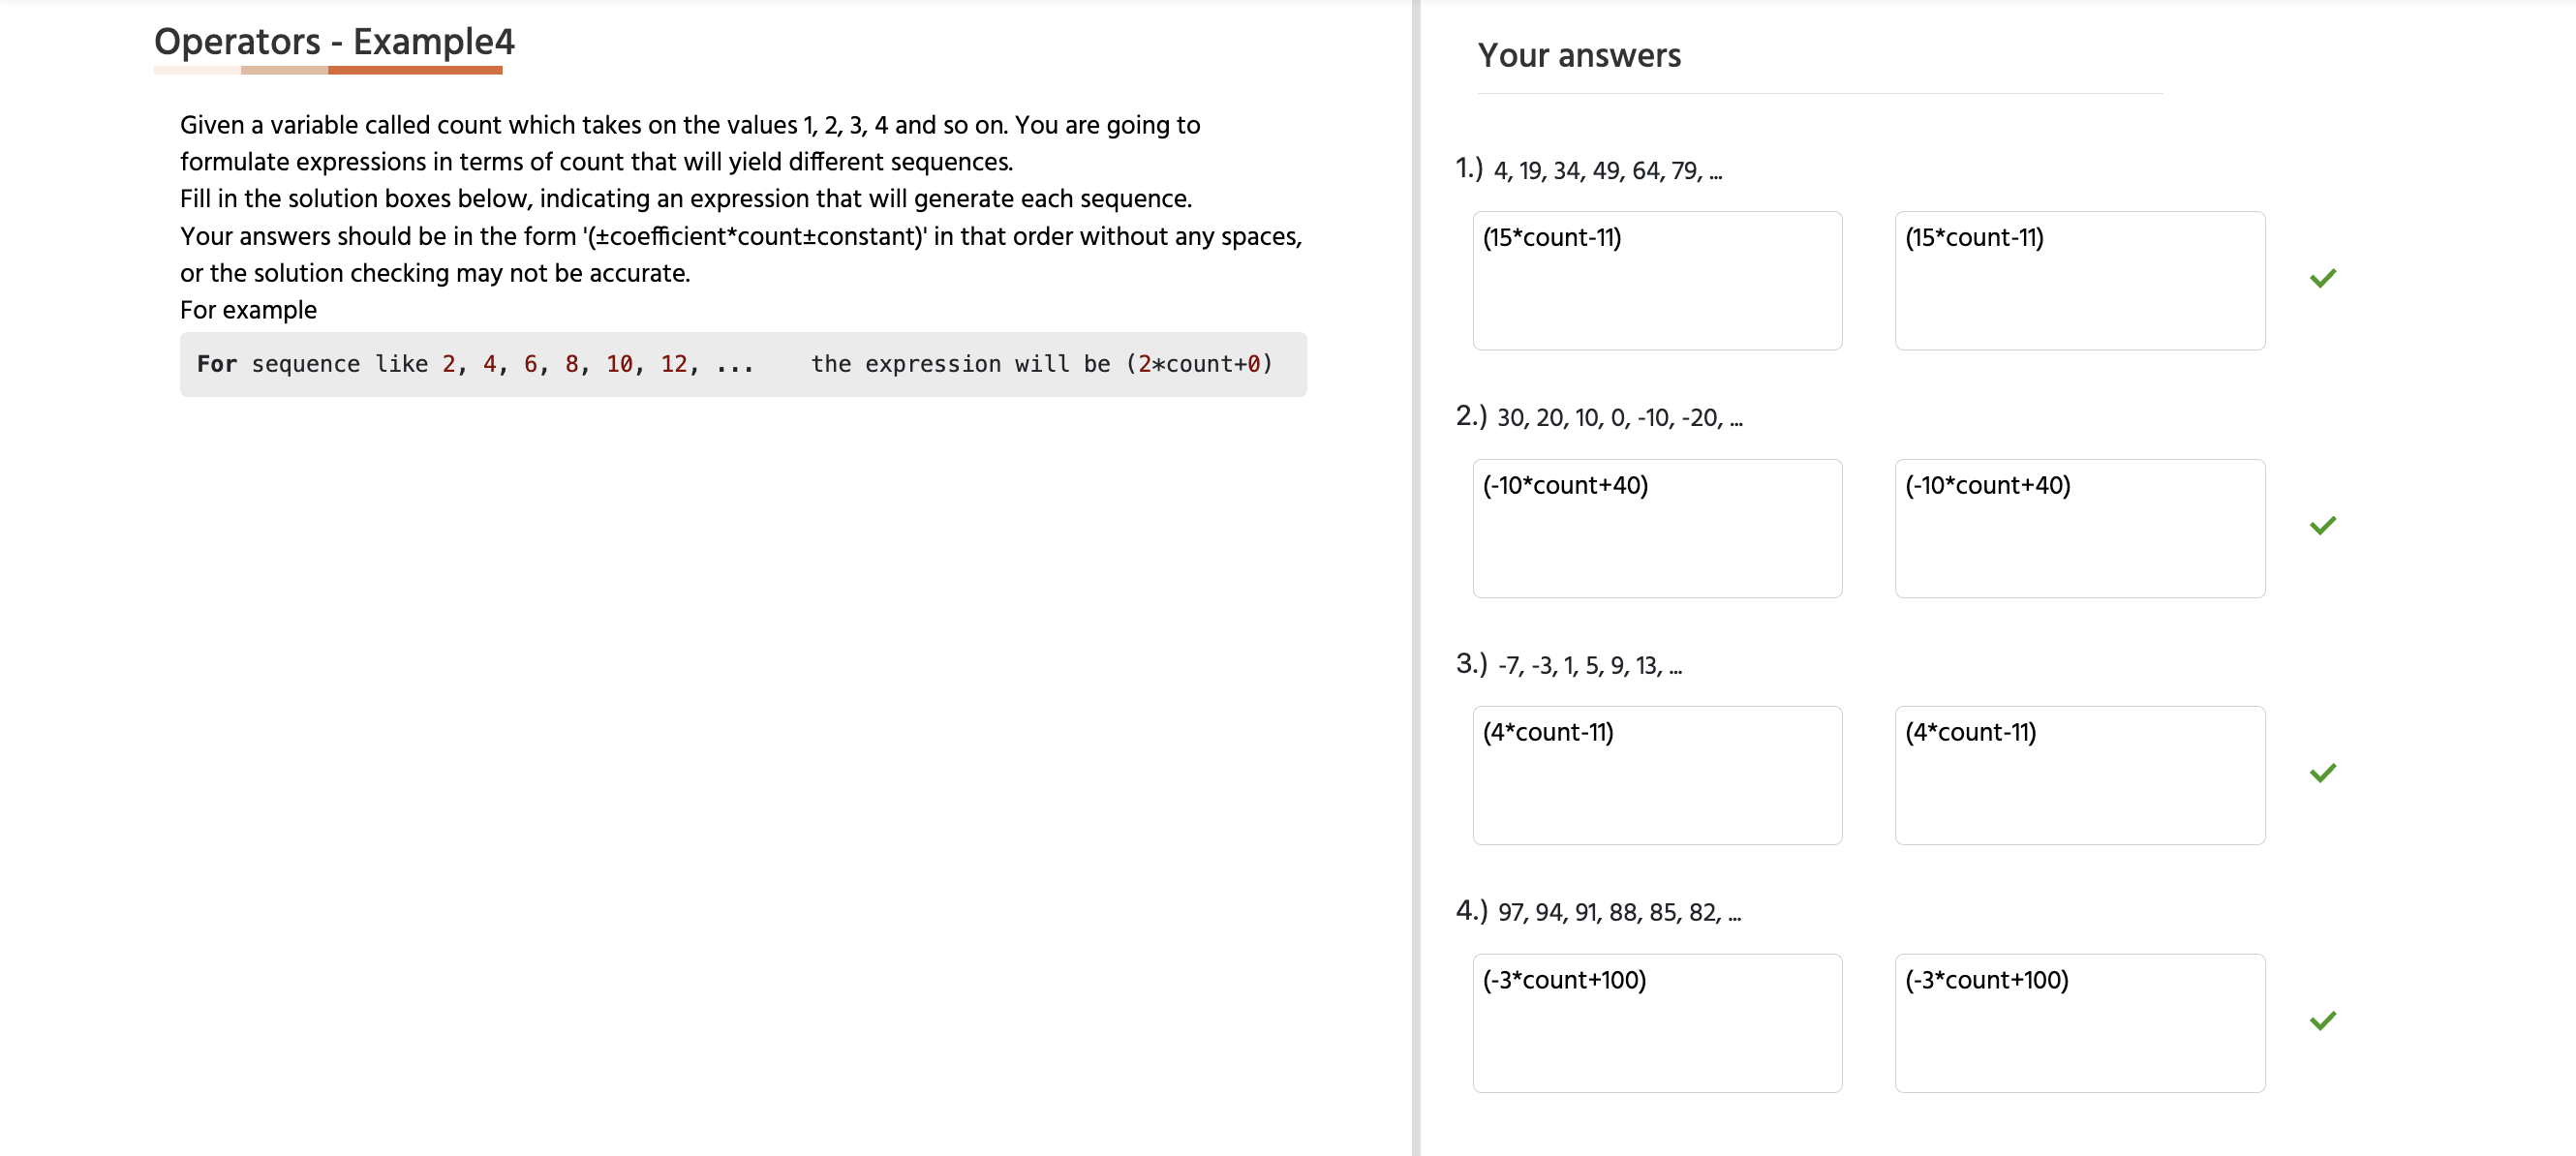 Operators - Example4
Given a variable called count which takes on the values 1, 2, 3, 4 and so on. You are going to
formulate expressions in terms of count that will yield different sequences.
Fill in the solution boxes below, indicating an expression that will generate each sequence.
Your answers should be in the form '(±coefficient*count±constant)' in that order without any spaces,
or the solution checking may not be accurate.
For example
For sequence like 2, 4, 6, 8, 10, 12, ...    the expression will be (2*count+0)
Your answers
1.) 4, 19, 34, 49, 64, 79, ...
(15*count-11) (15*count-11)
2.) 30, 20, 10, 0, -10, -20, ...
(-10*count+40) (-10*count+40)
3.) -7, -3, 1, 5, 9, 13, ...
(4*count-11) (4*count-11)
4.) 97, 94, 91, 88, 85, 82, ...
(-3*count+100) (-3*count+100)